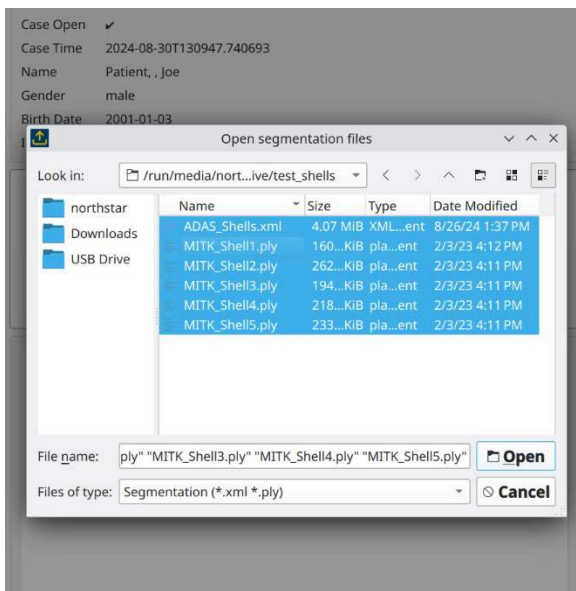 Case Open ✔
Case Time 2024-08-30T130947.740693
Name Patient, , Joe
Gender male
Birth Date 2001-01-03
Open segmentation files
Look in: /run/media/nort...ive/test_shells
northstar
Downloads
USB Drive
Name Size Type Date Modified
ADAS_Shells.xml 4.07 MiB XML...ent 8/26/24 1:37 PM
MITK_Shell1.ply 160...KiB pla...ent 2/3/23 4:12 PM
MITK_Shell2.ply 262...KiB pla...ent 2/3/23 4:11 PM
MITK_Shell3.ply 194...KiB pla...ent 2/3/23 4:11 PM
MITK_Shell4.ply 218...KiB pla...ent 2/3/23 4:11 PM
MITK_Shell5.ply 233...KiB pla...ent 2/3/23 4:11 PM
File name: ply" "MITK_Shell3.ply" "MITK_Shell4.ply" "MITK_Shell5.ply" Open
Files of type: Segmentation (*.xml *.ply) Cancel